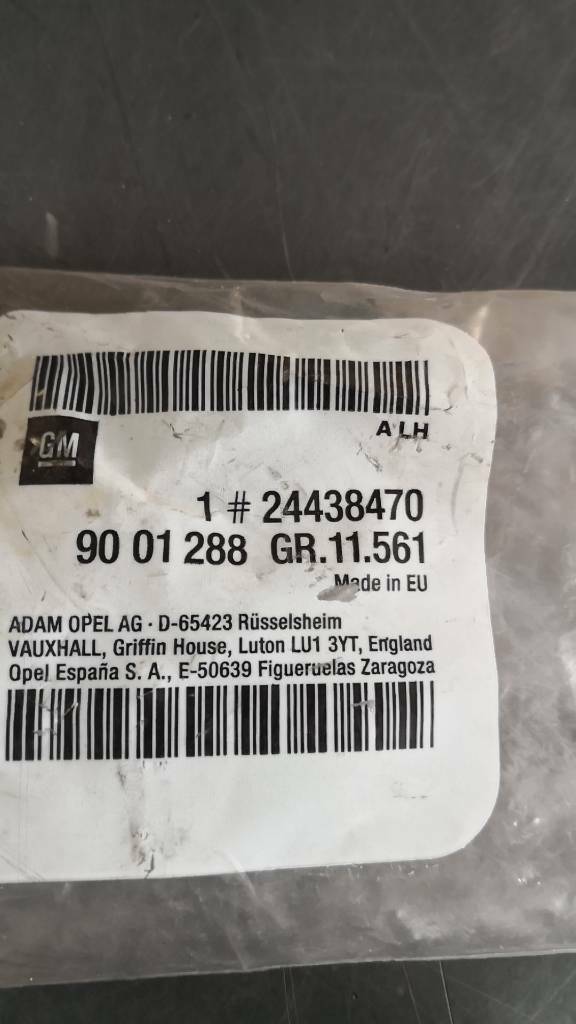 A LH
GM
1 # 24438470
90 01 288 GR.11.561
Made in EU
ADAM OPEL AG · D-65423 Rüsselsheim
VAUXHALL, Griffin House, Luton LU1 3YT, England
Opel España S. A., E-50639 Figueruelas Zaragoza